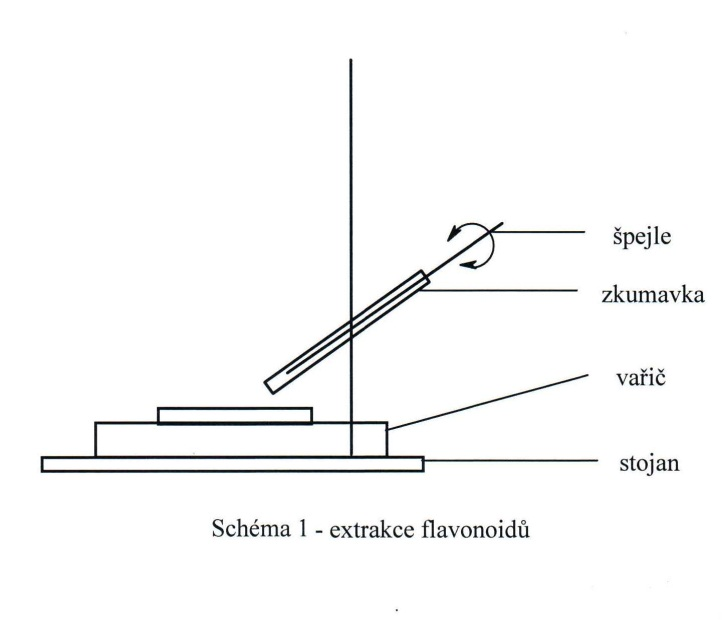 špejle
zkumavka
vařič
stojan
Schéma 1 - extrakce flavonoidů